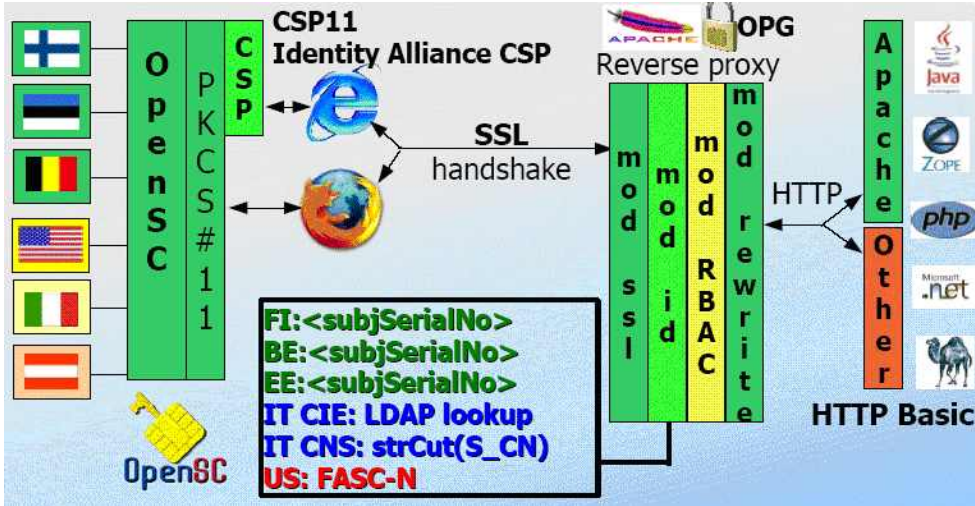 OpenSC
PKCS#11
CSP
CSP11
Identity Alliance CSP
SSL
handshake
APACHE
OPG
Reverse proxy
mod ssl
mod id
mod RBAC
mod rewrite
HTTP
Apache
Other
HTTP Basic
Java
ZOPE
php
Microsoft
.net
FI:<subjSerialNo>
BE:<subjSerialNo>
EE:<subjSerialNo>
IT CIE: LDAP lookup
IT CNS: strCut(S_CN)
US: FASC-N
OpenSC